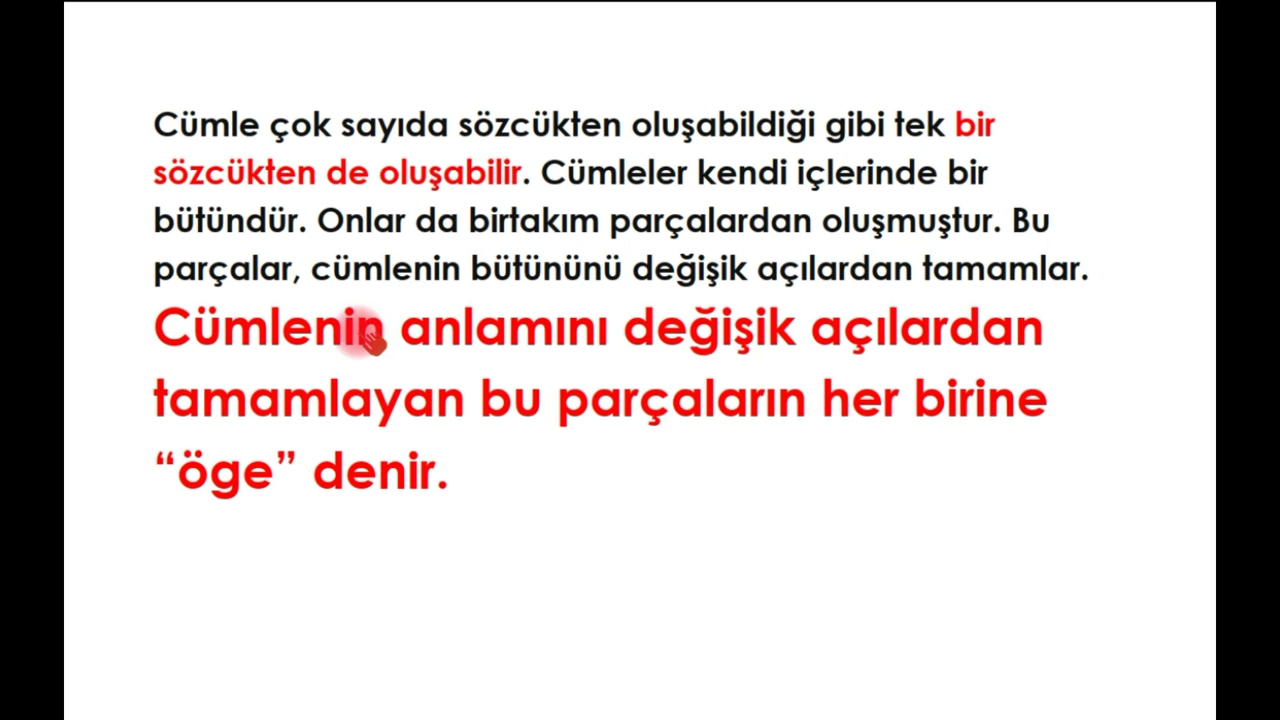 Cümle çok sayıda sözcükten oluşabildiği gibi tek bir
sözcükten de oluşabilir. Cümleler kendi içlerinde bir
bütündür. Onlar da birtakım parçalardan oluşmuştur. Bu
parçalar, cümlenin bütününü değişik açılardan tamamlar.
Cümlenin anlamını değişik açılardan
tamamlayan bu parçaların her birine
“öge” denir.